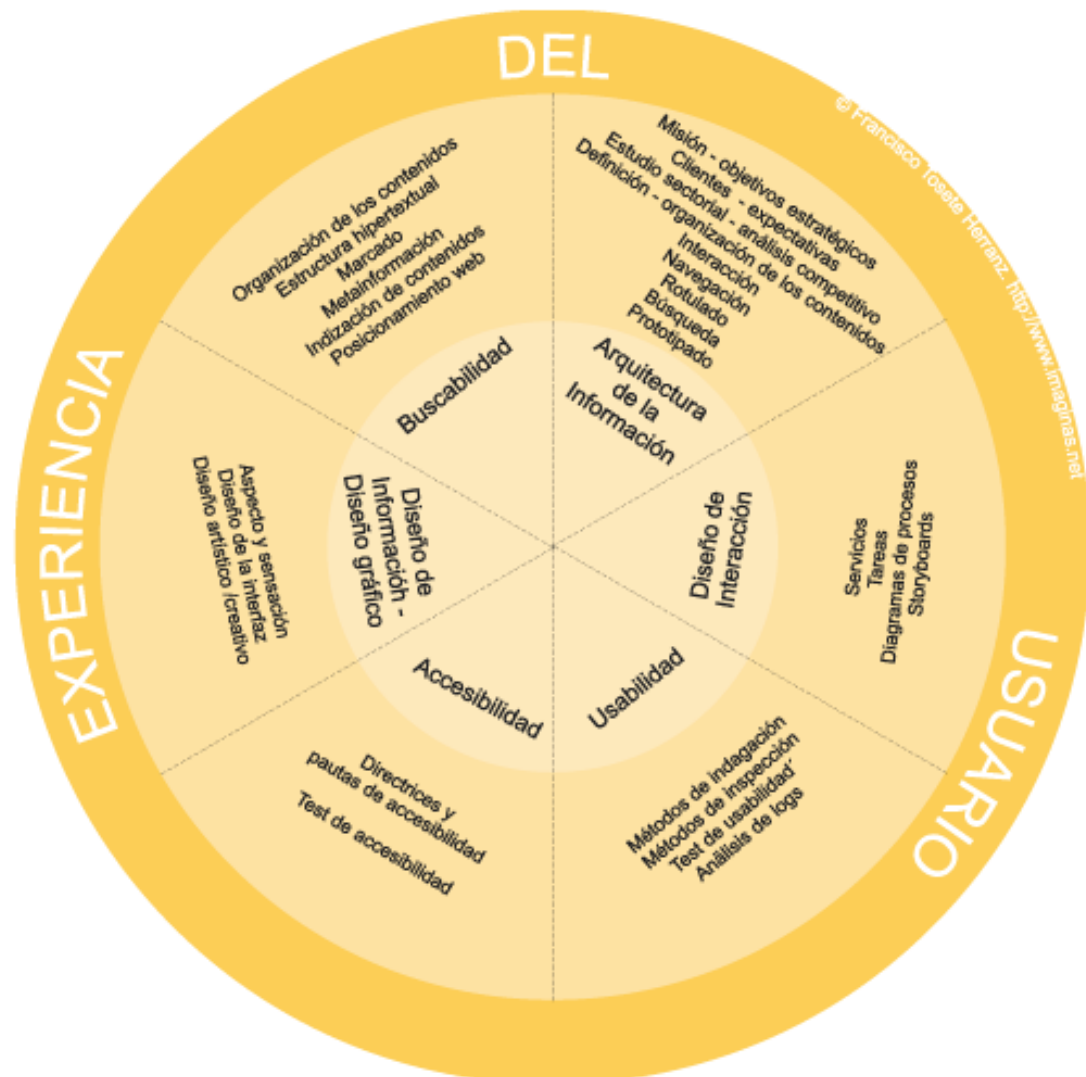 EXPERIENCIA
DEL
USUARIO
© Francisco Tosete Herranz. http://www.imaginas.net
Organización de los contenidos
Estructura hipertextual
Marcado
Metainformación
Indización de contenidos
Posicionamiento web
Buscabilidad
Misión - objetivos estratégicos
Clientes - expectativas
Estudio sectorial - análisis competitivo
Definición - organización de los contenidos
Interacción
Navegación
Rotulado
Búsqueda
Prototipado
Arquitectura
de la
Información
Diseño de
Interacción
Servicios
Tareas
Diagramas de procesos
Storyboards
Usabilidad
Métodos de indagación
Métodos de inspección
Test de usabilidad´
Análisis de logs
Accesibilidad
Directrices y
pautas de accesibilidad
Test de accesibilidad
Diseño de
Información -
Diseño gráfico
Aspecto y sensación
Diseño de la interfaz
Diseño artístico /creativo